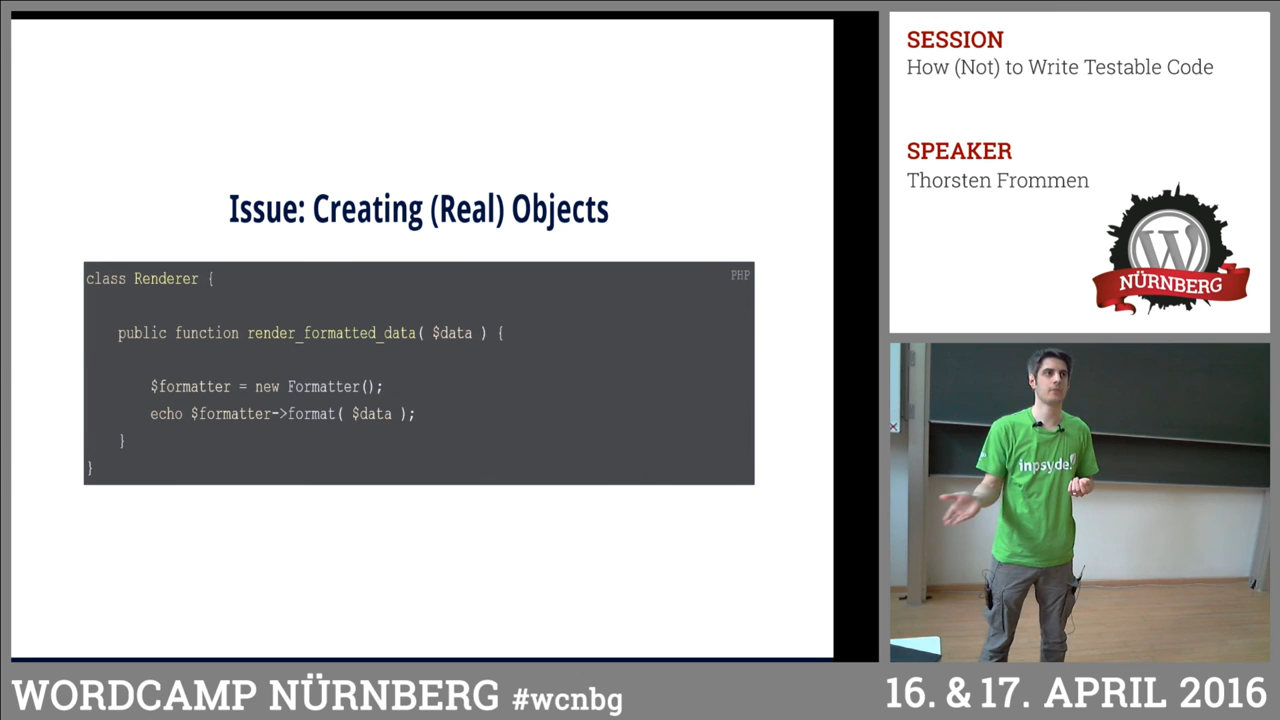 Issue: Creating (Real) Objects
PHP
class Renderer {
public function render_formatted_data( $data ) {
$formatter = new Formatter();
echo $formatter->format( $data );
}
}
SESSION
How (Not) to Write Testable Code
SPEAKER
Thorsten Frommen
W
NÜRNBERG
inpsyde
WORDCAMP NÜRNBERG #wcnbg
16. & 17. APRIL 2016